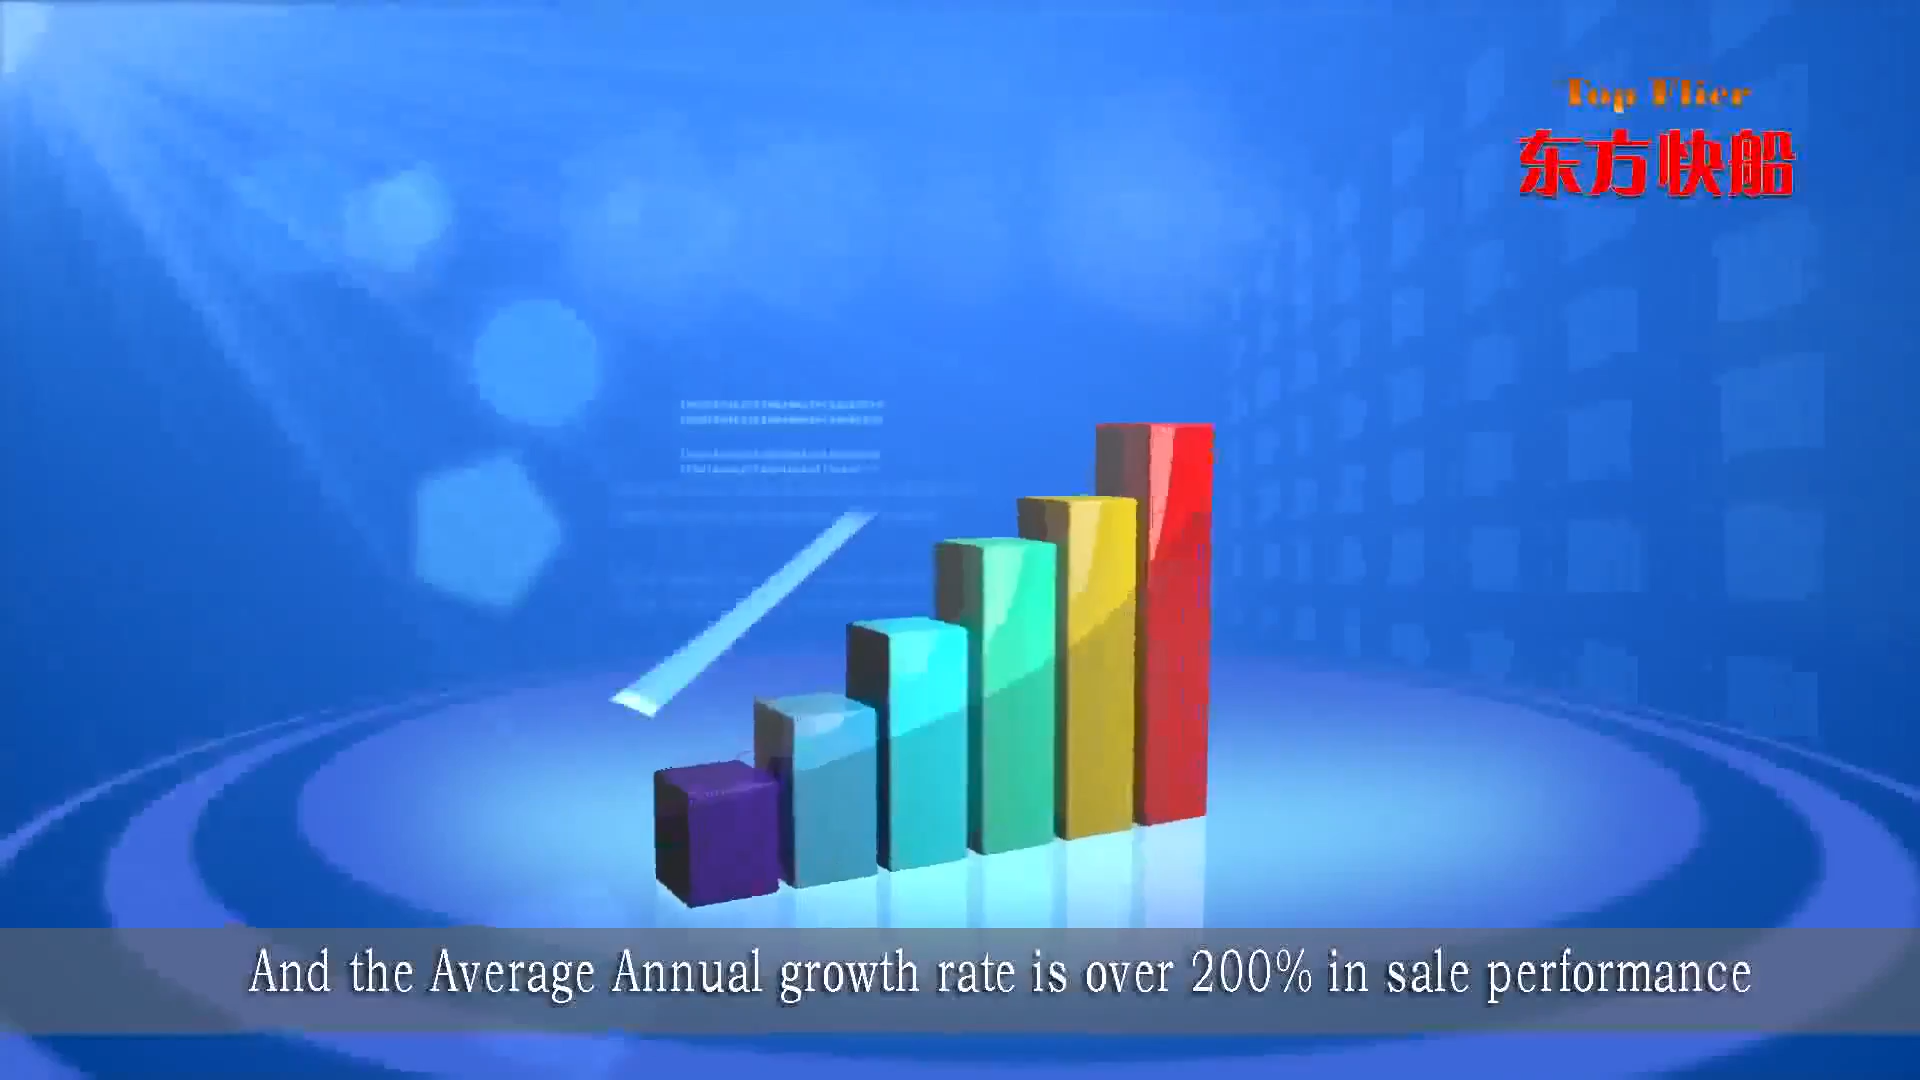 Top Flier
东方快船
And the Average Annual growth rate is over 200% in sale performance